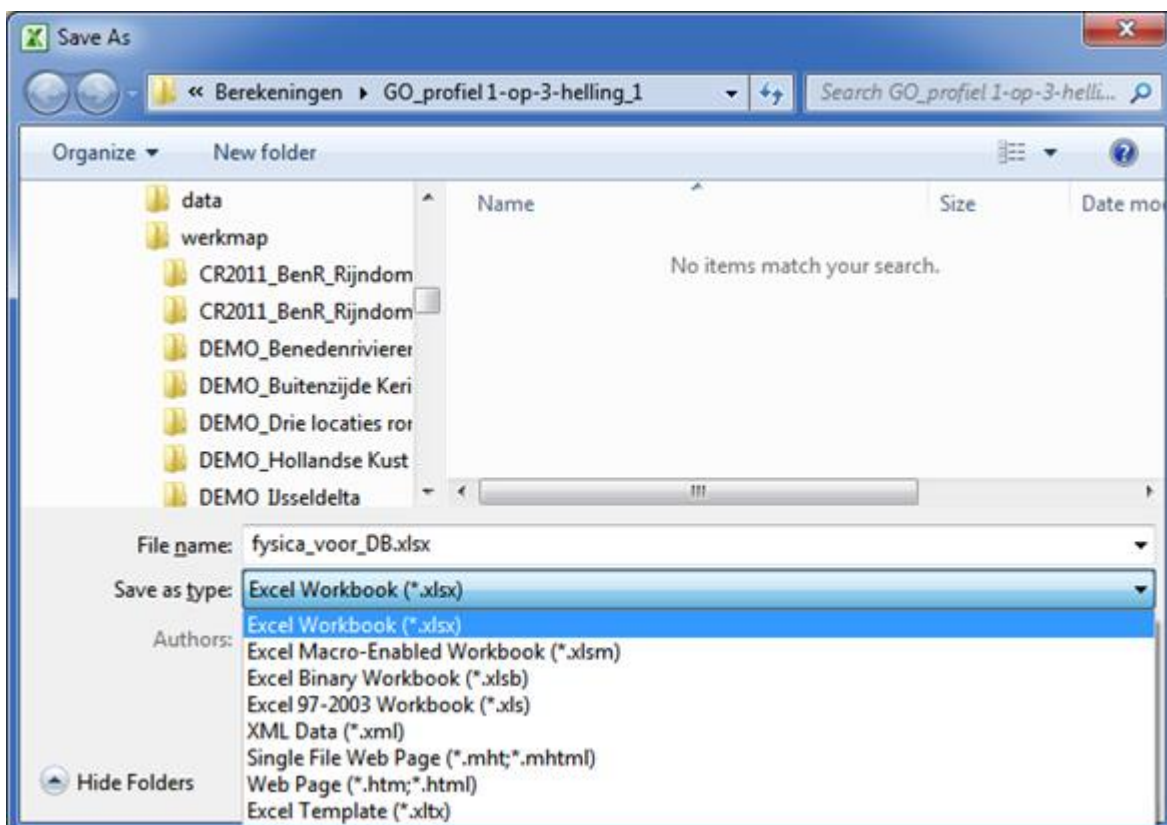 Save As
« Berekeningen ▸ GO_profiel 1-op-3-helling_1
Search GO_profiel 1-op-3-helli...
Organize
New folder
Name Size Date mo
data
werkmap
CR2011_BenR_Rijndom
CR2011_BenR_Rijndom
DEMO_Benedenrivieren
DEMO_Buitenzijde Keri
DEMO_Drie locaties ror
DEMO_Hollandse Kust
DEMO IJsseldelta
No items match your search.
File name: fysica_voor_DB.xlsx
Save as type: Excel Workbook (*.xlsx)
Authors:
Excel Workbook (*.xlsx)
Excel Macro-Enabled Workbook (*.xlsm)
Excel Binary Workbook (*.xlsb)
Excel 97-2003 Workbook (*.xls)
XML Data (*.xml)
Single File Web Page (*.mht;*.mhtml)
Web Page (*.htm;*.html)
Excel Template (*.xltx)
Hide Folders